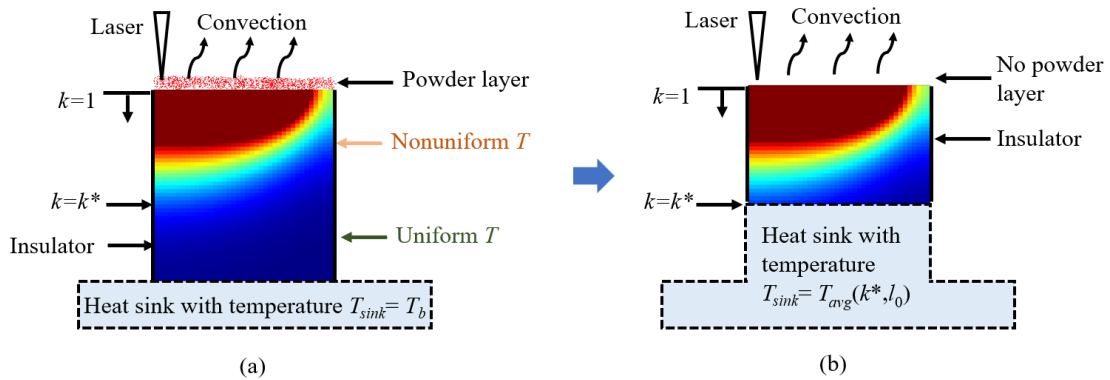 Laser
Convection
Powder layer
k=1
Nonuniform T
k=k*
Insulator
Uniform T
Heat sink with temperature T_sink= T_b
(a)
Laser
Convection
No powder
layer
k=1
Insulator
k=k*
Heat sink with
temperature
T_sink= T_avg(k*,l_0)
(b)